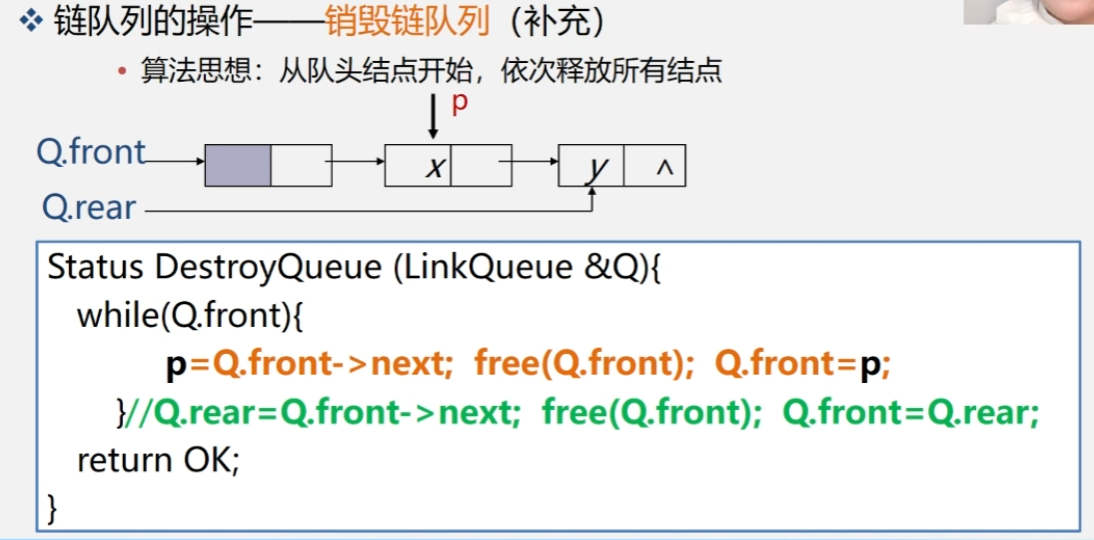 ❖ 链队列的操作——销毁链队列（补充）
• 算法思想：从队头结点开始，依次释放所有结点
p
Q.front
x
y ^
Q.rear
Status DestroyQueue (LinkQueue &Q){
while(Q.front){
p=Q.front->next; free(Q.front); Q.front=p;
}//Q.rear=Q.front->next; free(Q.front); Q.front=Q.rear;
return OK;
}